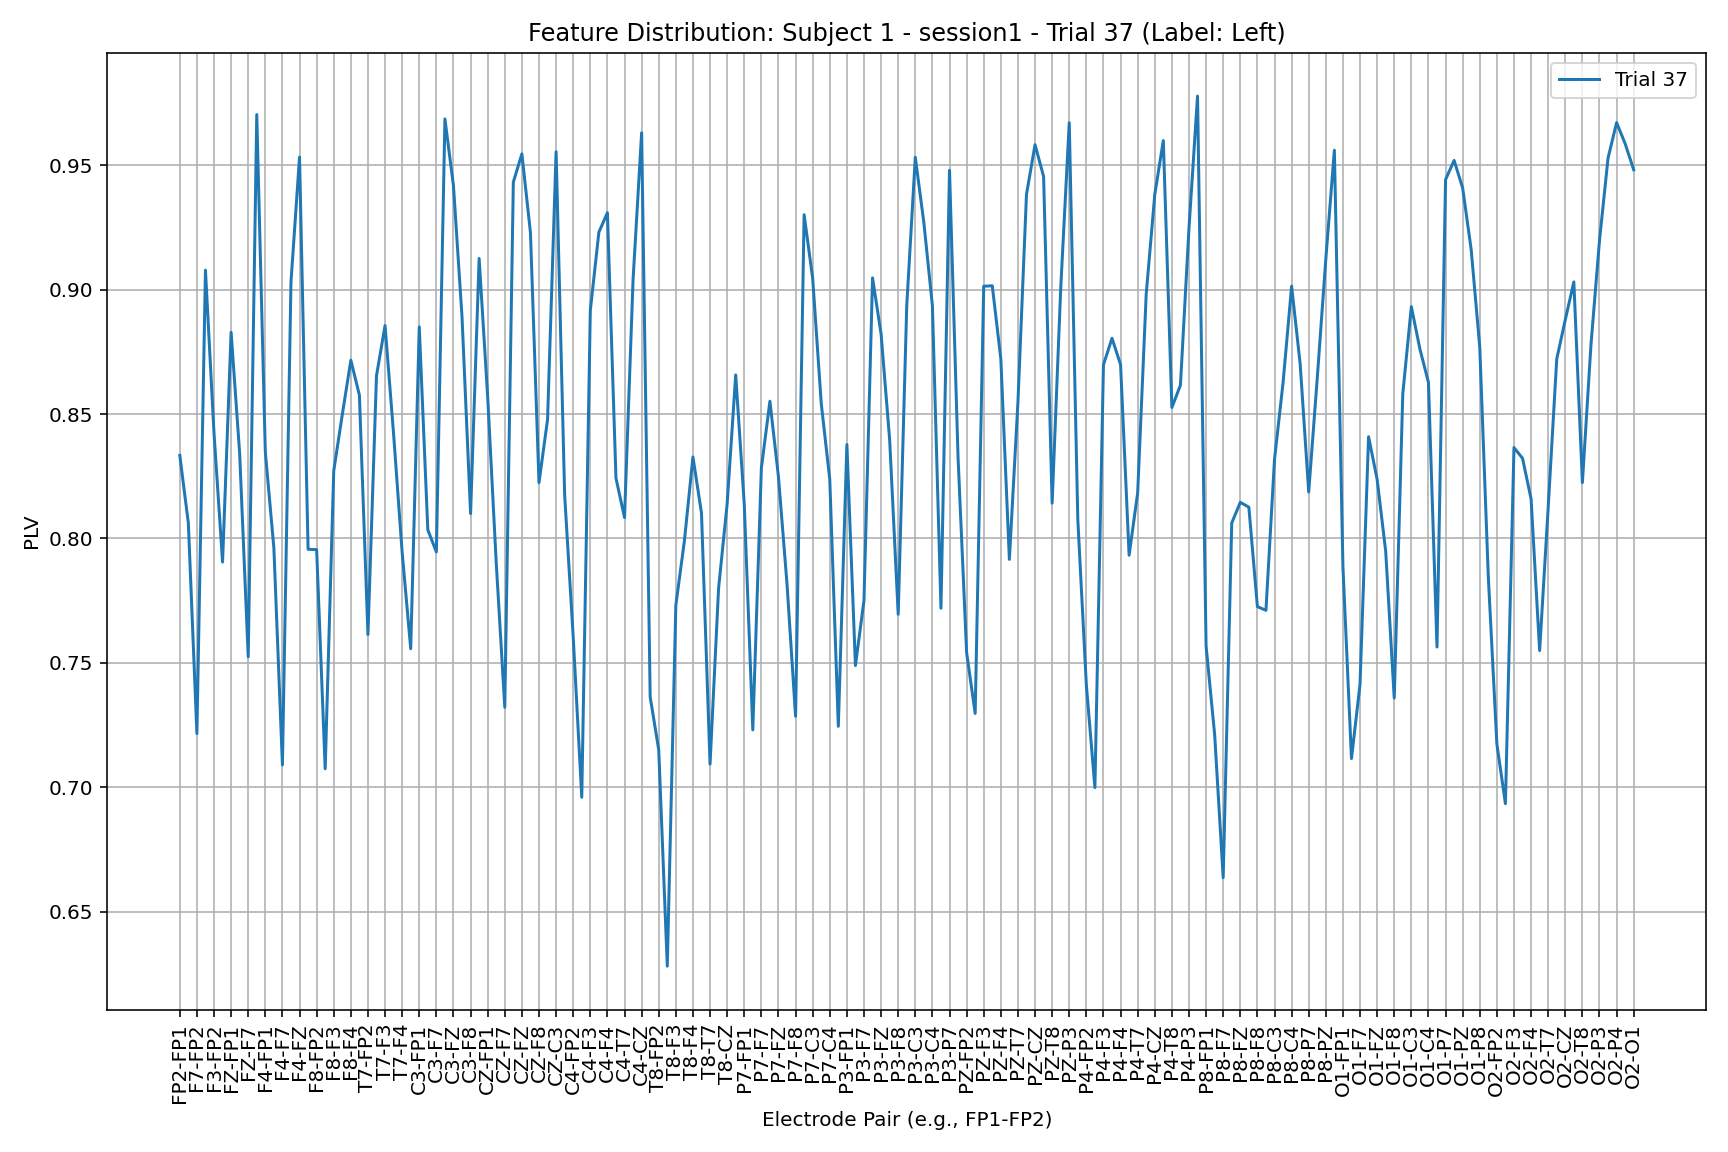 Feature Distribution: Subject 1 - session1 - Trial 37 (Label: Left)
Trial 37
PLV
0.95
0.90
0.85
0.80
0.75
0.70
0.65
FP2-FP1
F7-FP2
F3-FP2
FZ-FP1
FZ-F7
F4-FP1
F4-F7
F4-FZ
F8-FP2
F8-F3
F8-F4
T7-FP2
T7-F3
T7-F4
C3-FP1
C3-F7
C3-FZ
C3-F8
CZ-FP1
CZ-F7
CZ-FZ
CZ-F8
CZ-C3
C4-FP2
C4-F3
C4-F4
C4-T7
C4-CZ
T8-FP2
T8-F3
T8-F4
T8-T7
T8-CZ
P7-FP1
P7-F7
P7-FZ
P7-F8
P7-C3
P7-C4
P3-FP1
P3-F7
P3-FZ
P3-F8
P3-C3
P3-C4
P3-P7
PZ-FP2
PZ-F3
PZ-F4
PZ-T7
PZ-CZ
PZ-T8
PZ-P3
P4-FP2
P4-F3
P4-F4
P4-T7
P4-CZ
P4-T8
P4-P3
P8-FP1
P8-F7
P8-FZ
P8-F8
P8-C3
P8-C4
P8-P7
P8-PZ
O1-FP1
O1-F7
O1-FZ
O1-F8
O1-C3
O1-C4
O1-P7
O1-PZ
O1-P8
O2-FP2
O2-F3
O2-F4
O2-T7
O2-CZ
O2-T8
O2-P3
O2-P4
O2-O1
Electrode Pair (e.g., FP1-FP2)